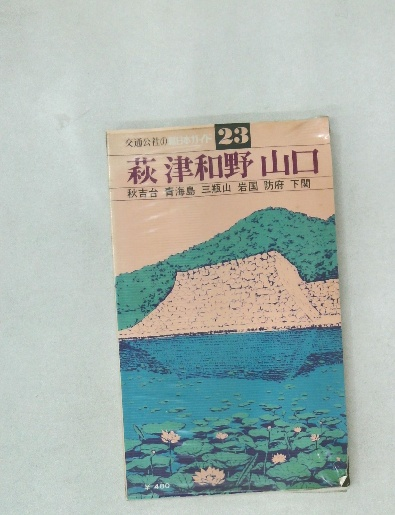 交通公社の 23
萩 津和野 山口
秋吉台 青海島 三瓶山 岩国 防府 下関
¥ 480